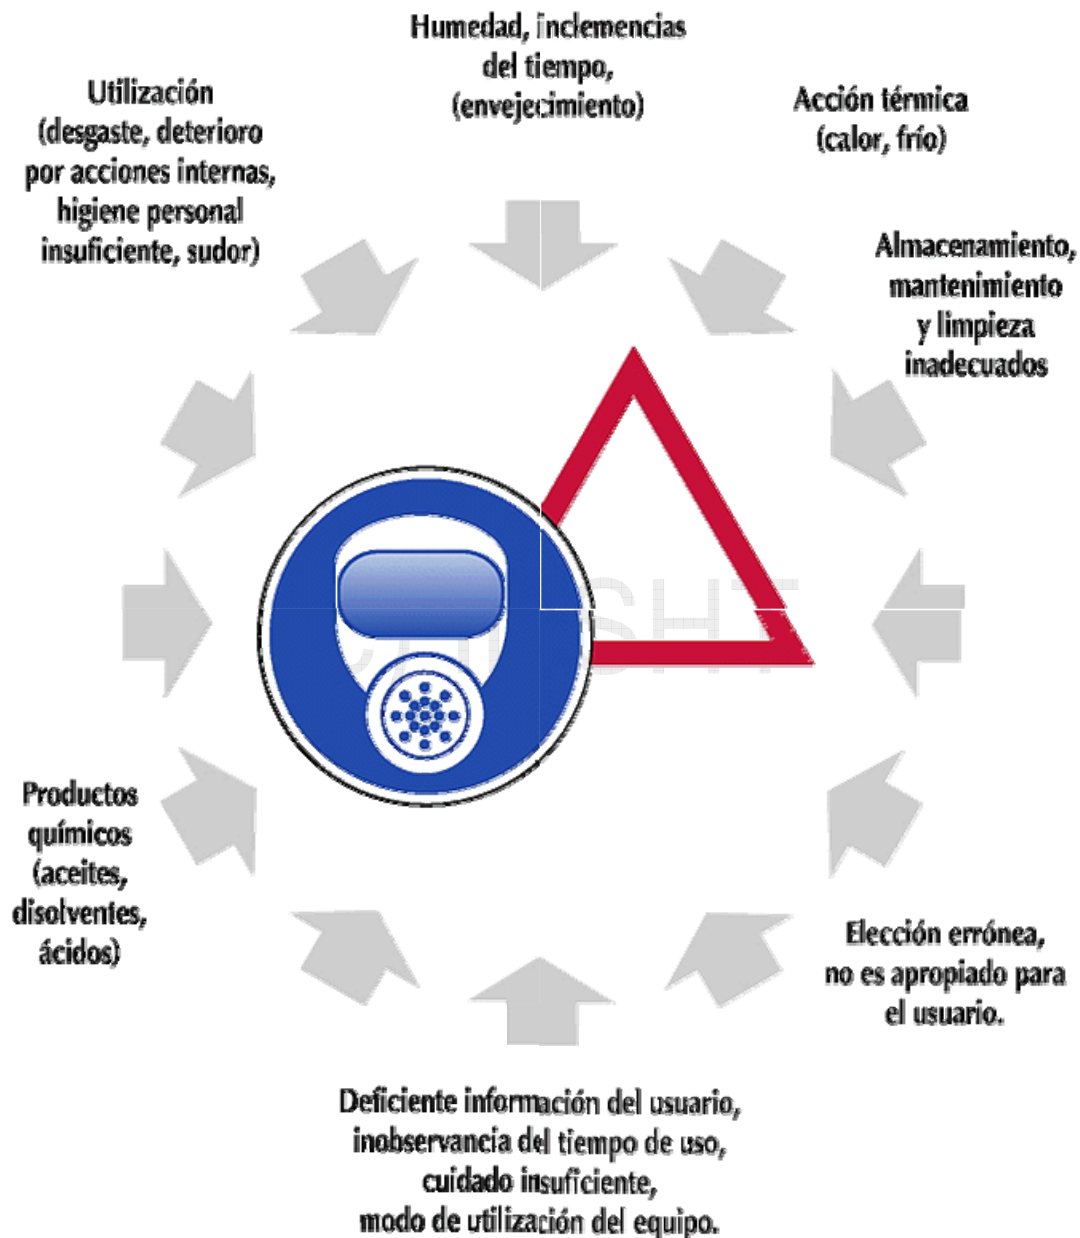 Humedad, inclemencias
del tiempo,
(envejecimiento)
Utilización
(desgaste, deterioro
por acciones internas,
higiene personal
insuficiente, sudor)
Acción térmica
(calor, frío)
Almacenamiento,
mantenimiento
y limpieza
inadecuados
Productos
químicos
(aceites,
disolventes,
ácidos)
Elección errónea,
no es apropiado para
el usuario.
Deficiente información del usuario,
inobservancia del tiempo de uso,
cuidado insuficiente,
modo de utilización del equipo.